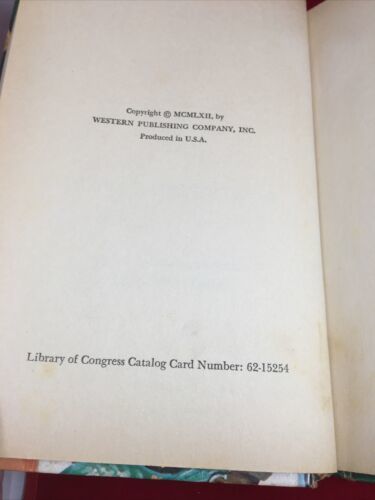 Copyright © MCMLXII, by
WESTERN PUBLISHING COMPANY, INC.
Produced in U.S.A.
Library of Congress Catalog Card Number: 62-15254